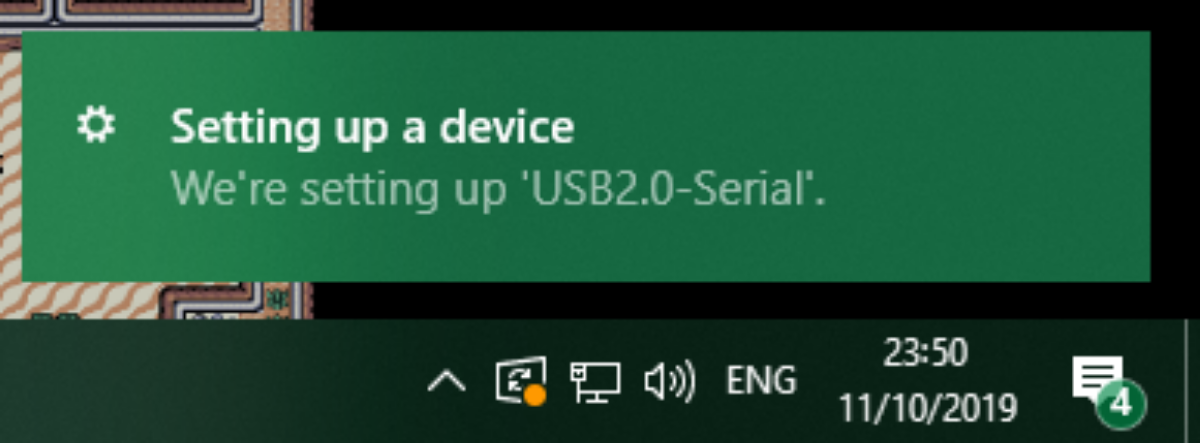 Setting up a device
We're setting up 'USB2.0-Serial'.
ENG
23:50
11/10/2019
4